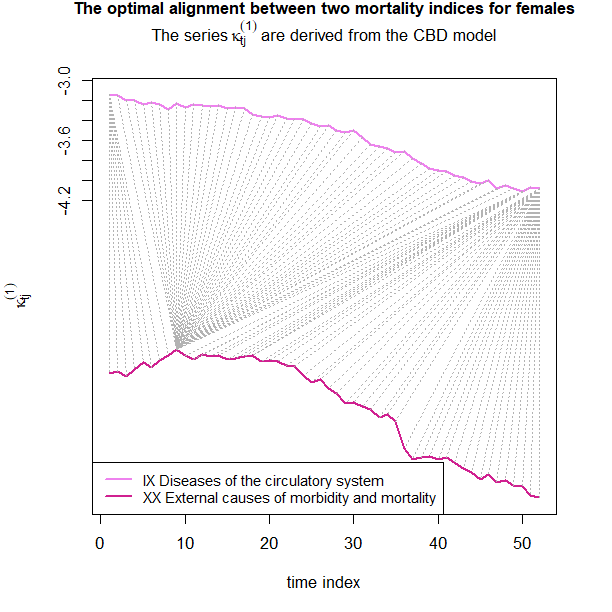 The optimal alignment between two mortality indices for females
The series κtj(1) are derived from the CBD model
-3.0
-3.6
-4.2
κtj(1)
IX Diseases of the circulatory system
XX External causes of morbidity and mortality
0 10 20 30 40 50
time index